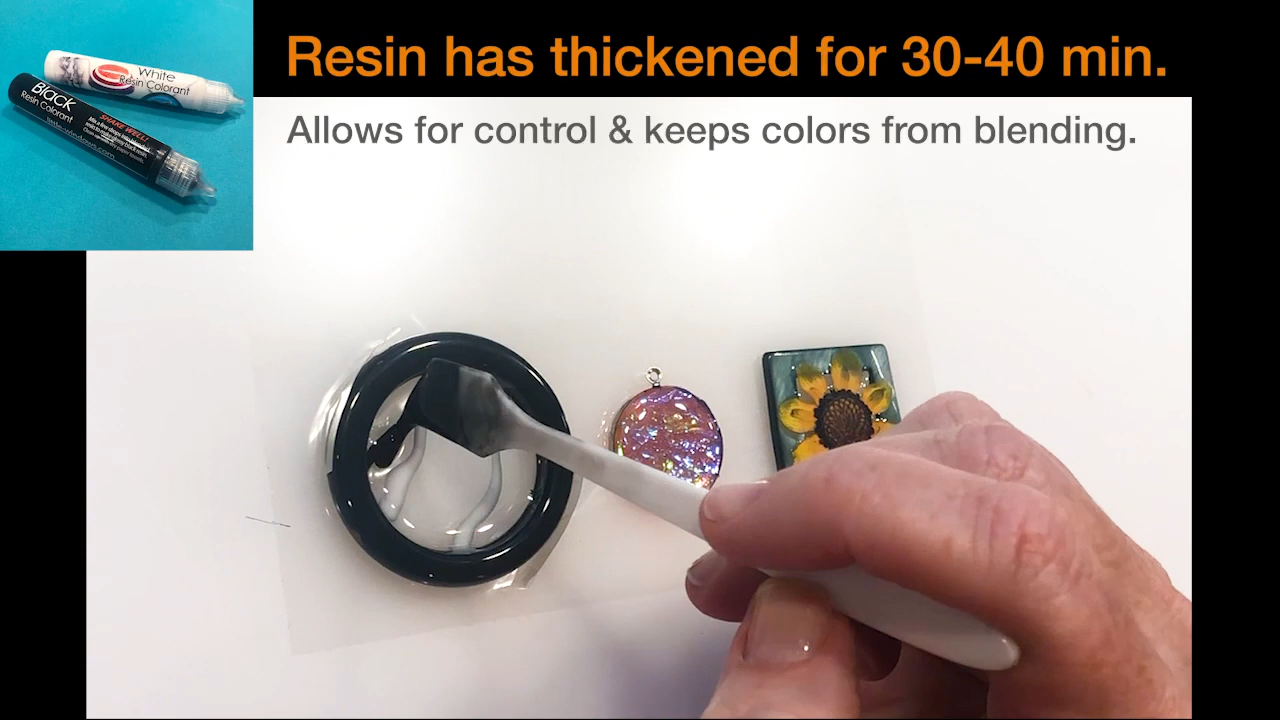 Resin has thickened for 30-40 min.
Allows for control & keeps colors from blending.
White
Resin Colorant
Black
Resin Colorant
SHAKE WELL!